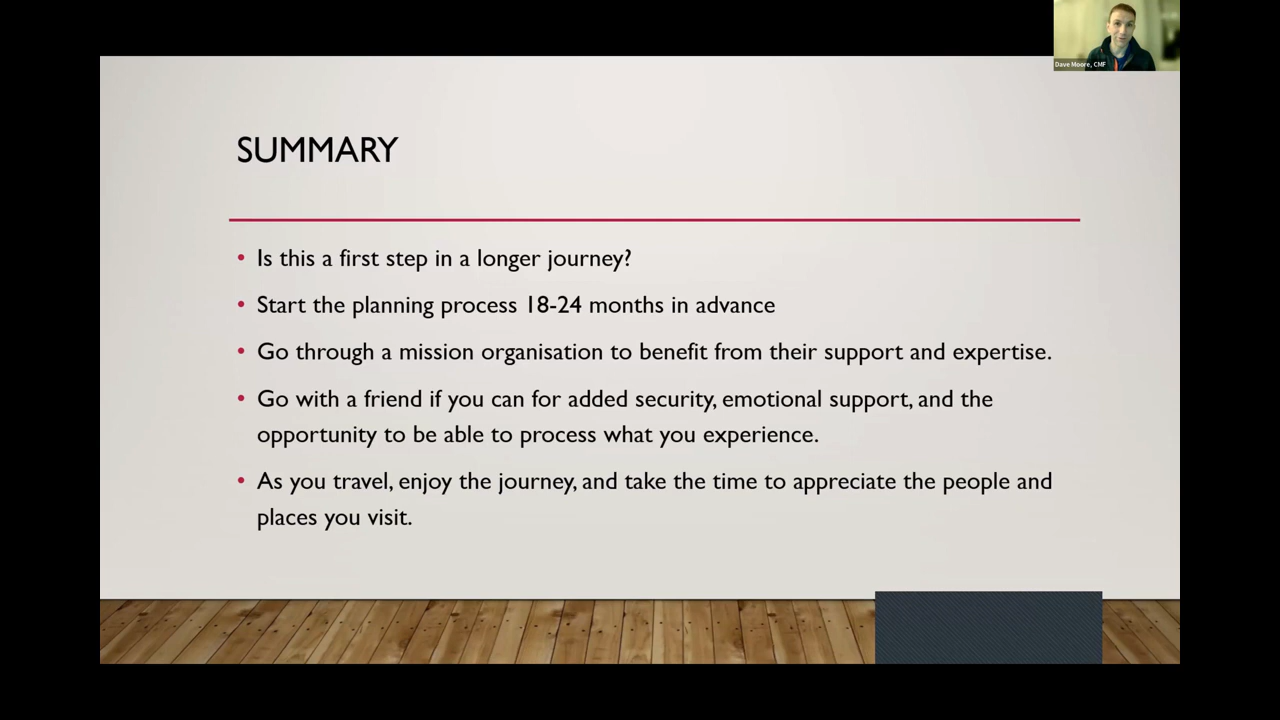 Dave Moore, CMF
SUMMARY
• Is this a first step in a longer journey?
• Start the planning process 18-24 months in advance
• Go through a mission organisation to benefit from their support and expertise.
• Go with a friend if you can for added security, emotional support, and the
opportunity to be able to process what you experience.
• As you travel, enjoy the journey, and take the time to appreciate the people and
places you visit.